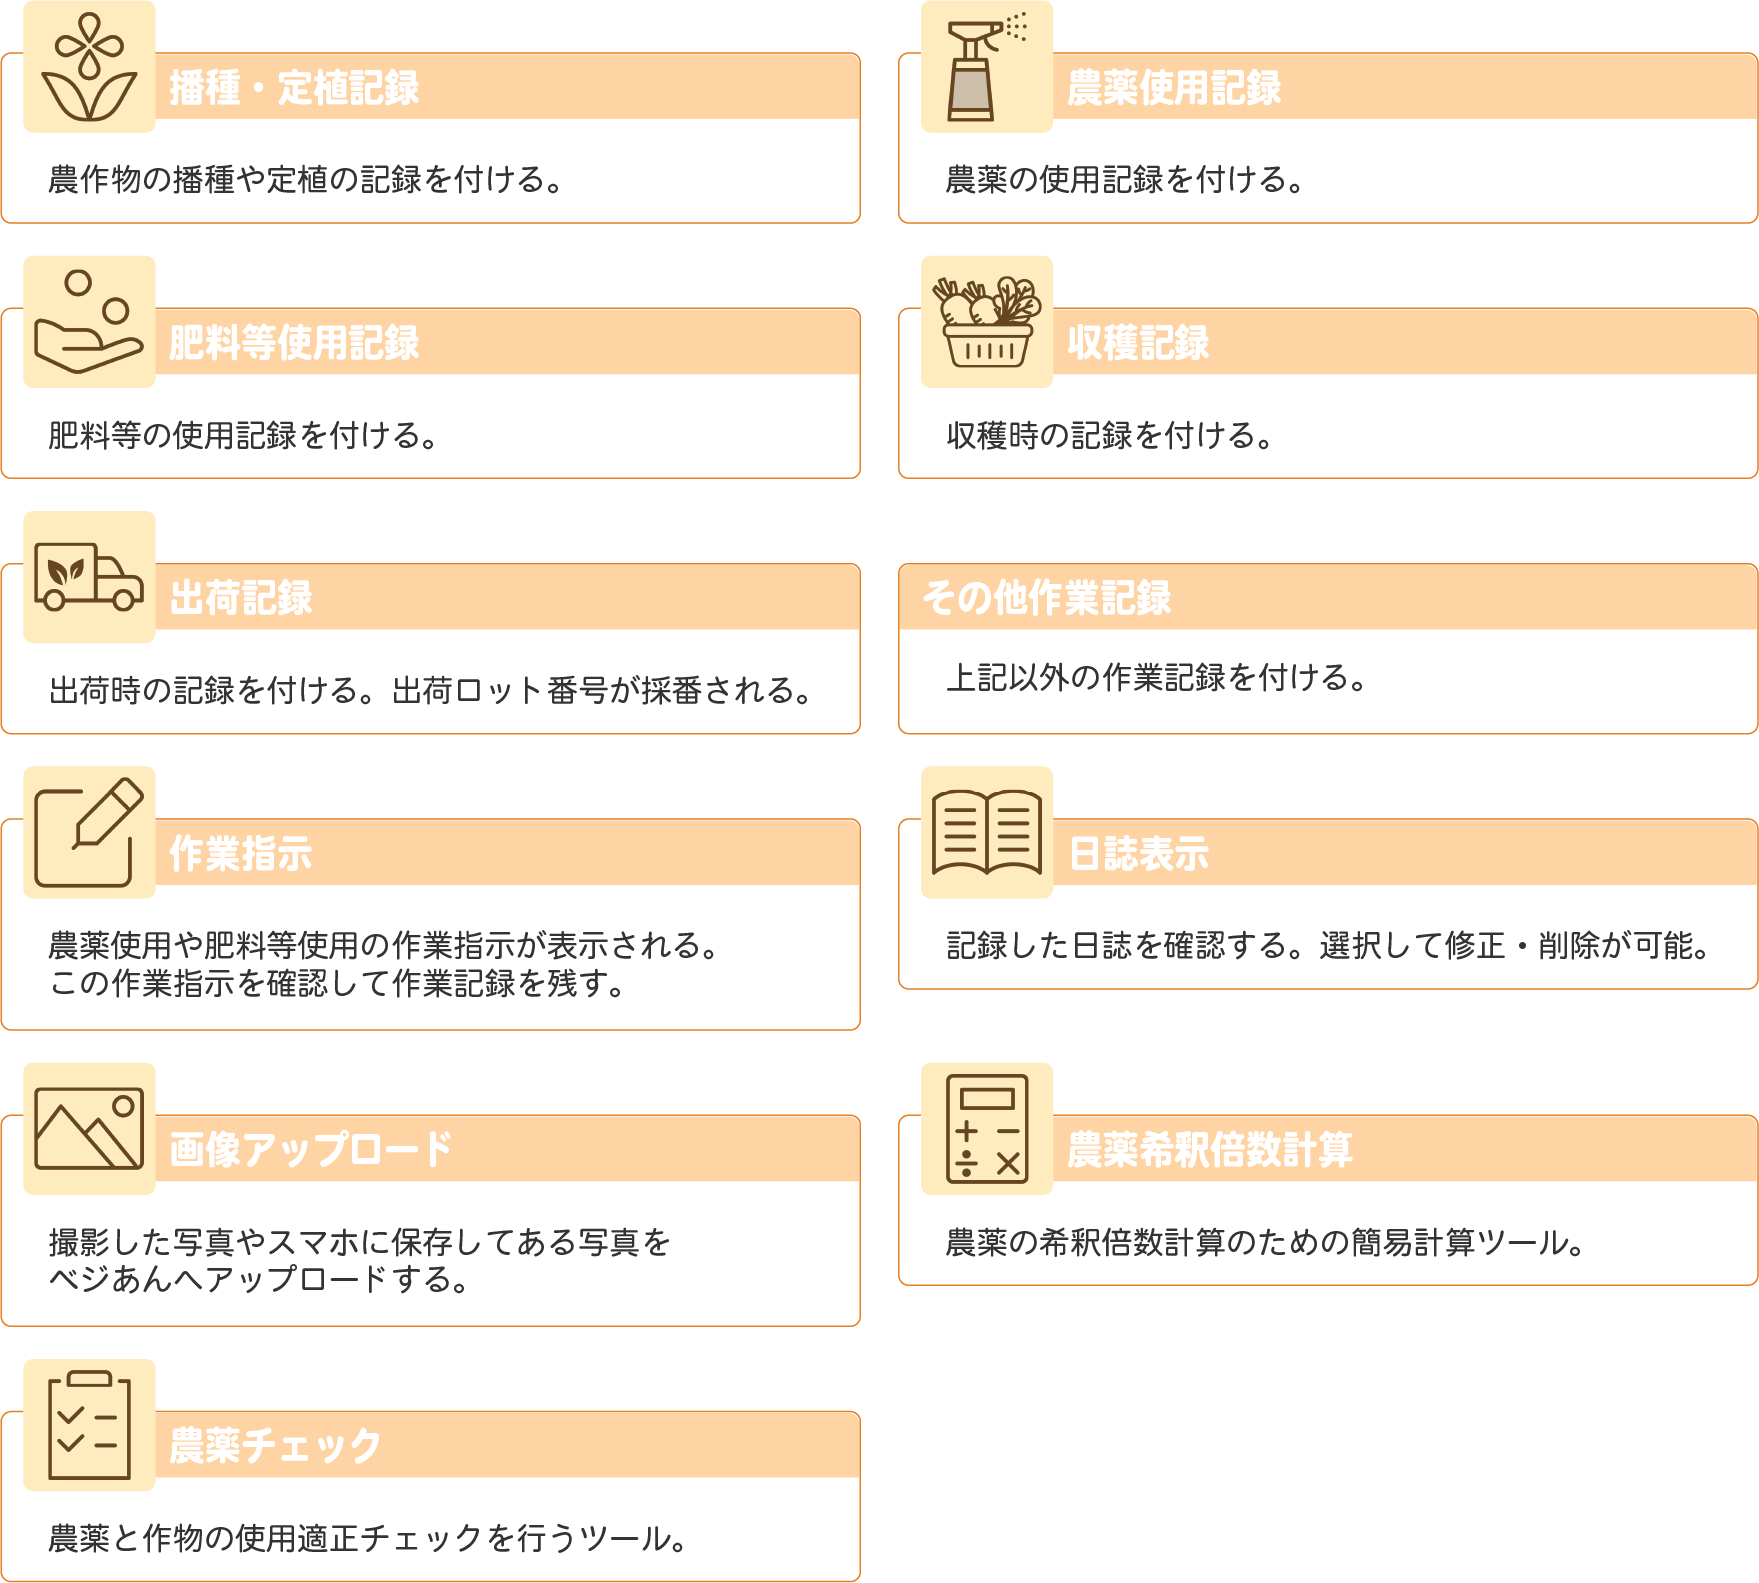 播種・定植記録
農作物の播種や定植の記録を付ける。
農薬使用記録
農薬の使用記録を付ける。
肥料等使用記録
肥料等の使用記録を付ける。
収穫記録
収穫時の記録を付ける。
出荷記録
出荷時の記録を付ける。出荷ロット番号が採番される。
その他作業記録
上記以外の作業記録を付ける。
作業指示
農薬使用や肥料等使用の作業指示が表示される。
この作業指示を確認して作業記録を残す。
日誌表示
記録した日誌を確認する。選択して修正・削除が可能。
画像アップロード
撮影した写真やスマホに保存してある写真を
ベジあんへアップロードする。
農薬希釈倍数計算
農薬の希釈倍数計算のための簡易計算ツール。
農薬チェック
農薬と作物の使用適正チェックを行うツール。